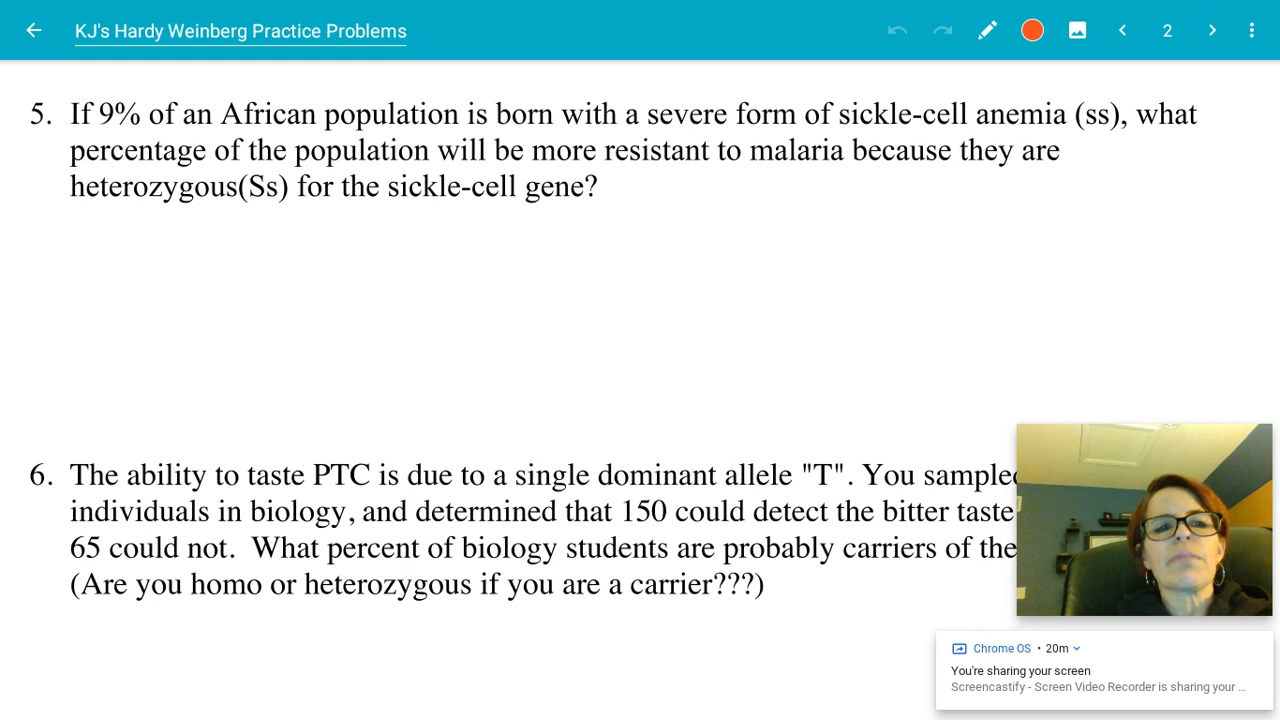 KJ's Hardy Weinberg Practice Problems
2
5. If 9% of an African population is born with a severe form of sickle-cell anemia (ss), what
percentage of the population will be more resistant to malaria because they are
heterozygous(Ss) for the sickle-cell gene?
6. The ability to taste PTC is due to a single dominant allele "T". You
individuals in biology, and determined that 150 could detect the bitter taste
65 could not. What percent of biology students are probably carriers of the
(Are you homo or heterozygous if you are a carrier???)
Chrome OS • 20m
You're sharing your screen
Screencastify - Screen Video Recorder is sharing your ...